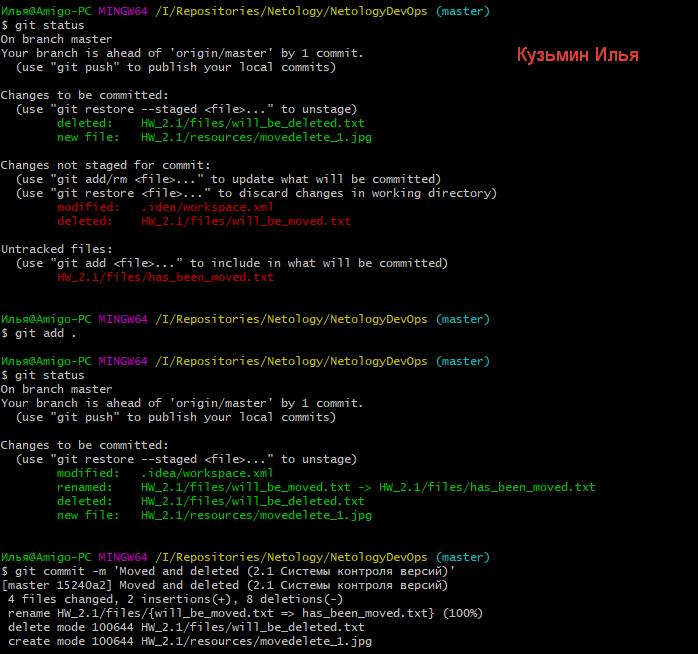 Илья@Amigo-PC MINGW64 /I/Repositories/Netology/NetologyDevOps (master)
$ git status
On branch master
Your branch is ahead of 'origin/master' by 1 commit.
Кузьмин Илья
  (use "git push" to publish your local commits)

Changes to be committed:
  (use "git restore --staged <file>..." to unstage)
        deleted:    HW_2.1/files/will_be_deleted.txt
        new file:   HW_2.1/resources/movedelete_1.jpg

Changes not staged for commit:
  (use "git add/rm <file>..." to update what will be committed)
  (use "git restore <file>..." to discard changes in working directory)
        modified:   .idea/workspace.xml
        deleted:    HW_2.1/files/will_be_moved.txt

Untracked files:
  (use "git add <file>..." to include in what will be committed)
        HW_2.1/files/has_been_moved.txt

Илья@Amigo-PC MINGW64 /I/Repositories/Netology/NetologyDevOps (master)
$ git add .

Илья@Amigo-PC MINGW64 /I/Repositories/Netology/NetologyDevOps (master)
$ git status
On branch master
Your branch is ahead of 'origin/master' by 1 commit.
  (use "git push" to publish your local commits)

Changes to be committed:
  (use "git restore --staged <file>..." to unstage)
        modified:   .idea/workspace.xml
        renamed:    HW_2.1/files/will_be_moved.txt -> HW_2.1/files/has_been_moved.txt
        deleted:    HW_2.1/files/will_be_deleted.txt
        new file:   HW_2.1/resources/movedelete_1.jpg

Илья@Amigo-PC MINGW64 /I/Repositories/Netology/NetologyDevOps (master)
$ git commit -m 'Moved and deleted (2.1 Системы контроля версий)'
[master 15240a2] Moved and deleted (2.1 Системы контроля версий)
 4 files changed, 2 insertions(+), 8 deletions(-)
 rename HW_2.1/files/{will_be_moved.txt => has_been_moved.txt} (100%)
 delete mode 100644 HW_2.1/files/will_be_deleted.txt
 create mode 100644 HW_2.1/resources/movedelete_1.jpg